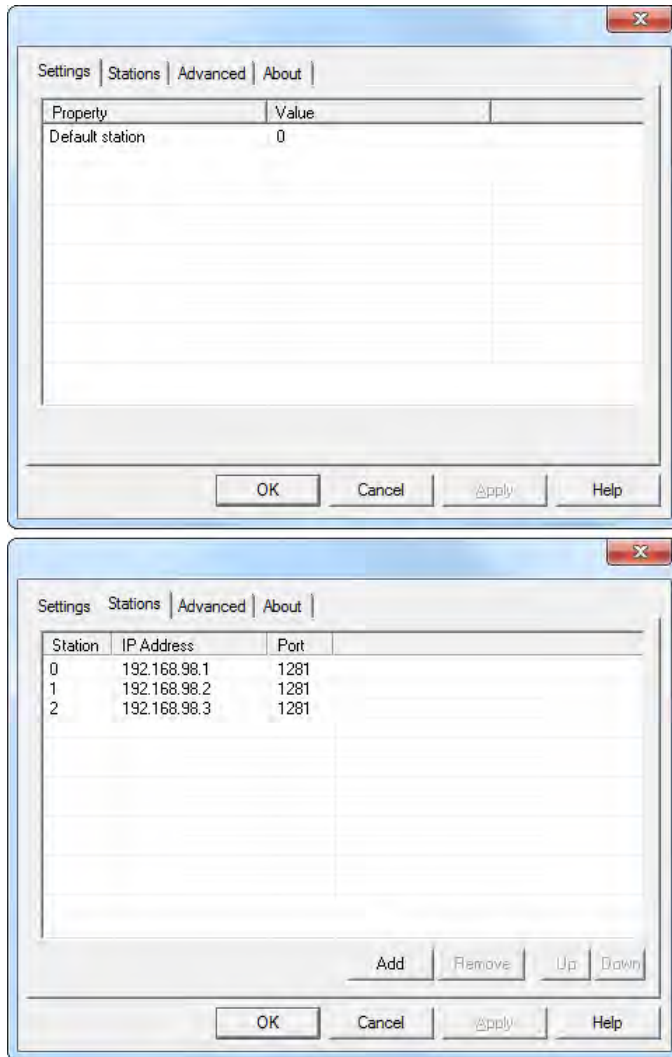 Settings Stations Advanced About
Property Value
Default station 0
OK Cancel Apply Help
Settings Stations Advanced About
Station IP Address Port
0 192.168.98.1 1281
1 192.168.98.2 1281
2 192.168.98.3 1281
Add Remove Up Down
OK Cancel Apply Help